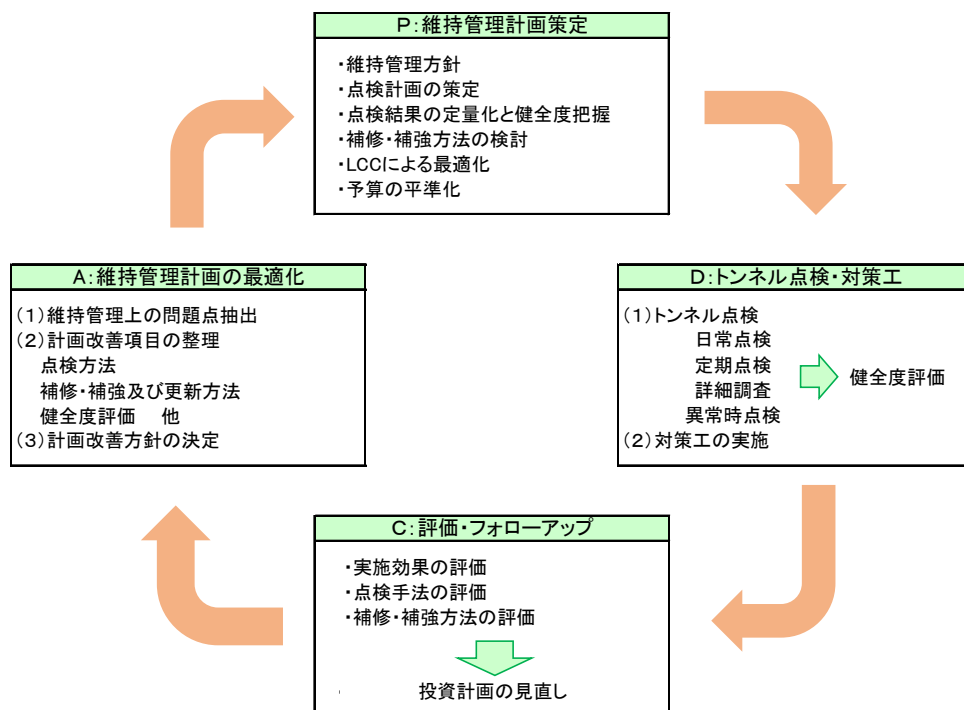 P:維持管理計画策定
・維持管理方針
・点検計画の策定
・点検結果の定量化と健全度把握
・補修・補強方法の検討
・LCCによる最適化
・予算の平準化
D:トンネル点検・対策工
(1)トンネル点検
日常点検
定期点検
詳細調査
異常時点検
健全度評価
(2)対策工の実施
C:評価・フォローアップ
・実施効果の評価
・点検手法の評価
・補修・補強方法の評価
・ 投資計画の見直し
A:維持管理計画の最適化
(1)維持管理上の問題点抽出
(2)計画改善項目の整理
点検方法
補修・補強及び更新方法
健全度評価 他
(3)計画改善方針の決定